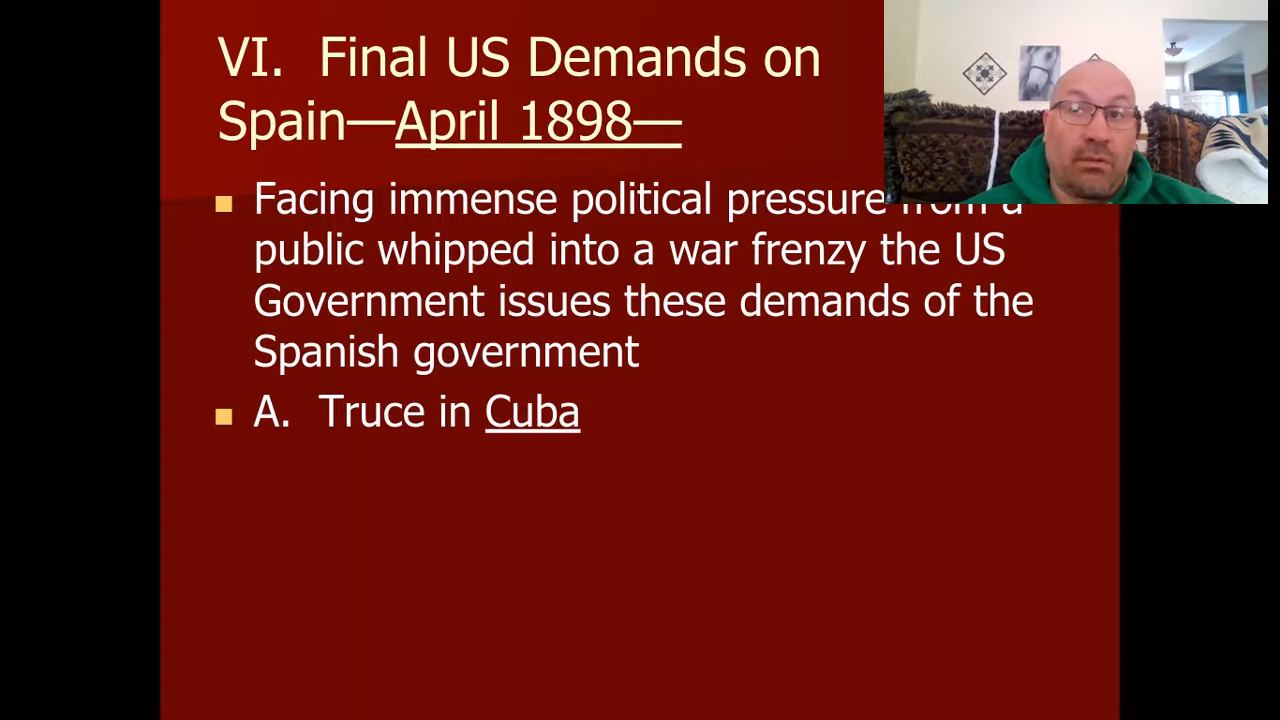 VI. Final US Demands on
Spain—April 1898—
Facing immense political pressure from a
public whipped into a war frenzy the US
Government issues these demands of the
Spanish government
A. Truce in Cuba